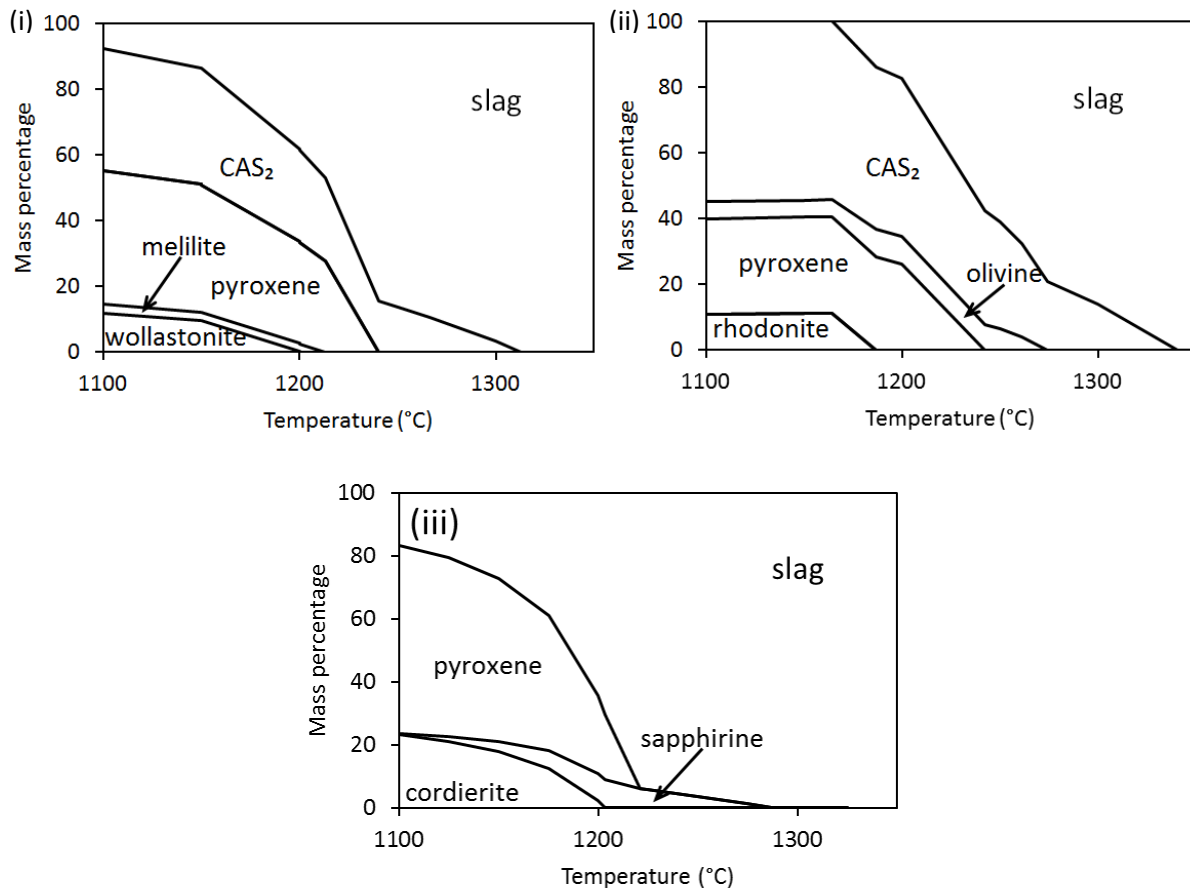 (i)
100
80
60
40
20
0
Mass percentage
slag
CAS₂
melilite
pyroxene
wollastonite
1100
1200
1300
Temperature (°C)
(ii)
100
80
60
40
20
0
Mass percentage
slag
CAS₂
pyroxene
olivine
rhodonite
1100
1200
1300
Temperature (°C)
(iii)
100
80
60
40
20
0
Mass percentage
slag
pyroxene
sapphirine
cordierite
1100
1200
1300
Temperature (°C)